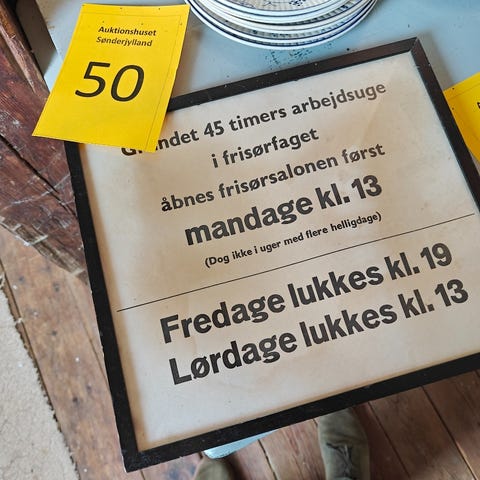 Auktionshuset
Sønderjylland
50
45 timers arbejdsuge
i frisørfaget
åbnes frisørsalonen først
mandage kl. 13
(Dog ikke i uger med flere helligdage)
Fredage lukkes kl. 19
Lørdage lukkes kl. 13